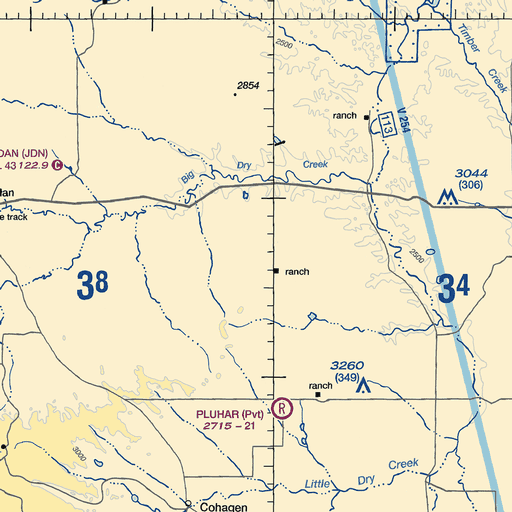 2500
Timber
Creek
2854
ranch
113
V 254
DAN (JDN)
L 43 122.9 C
Big
Dry
Creek
3044
(306)
e track
2500
ranch
38
34
3260
(349)
ranch
PLUHAR (Pvt)
2715 - 21
R
3000
Little
Dry
Creek
Cohagen